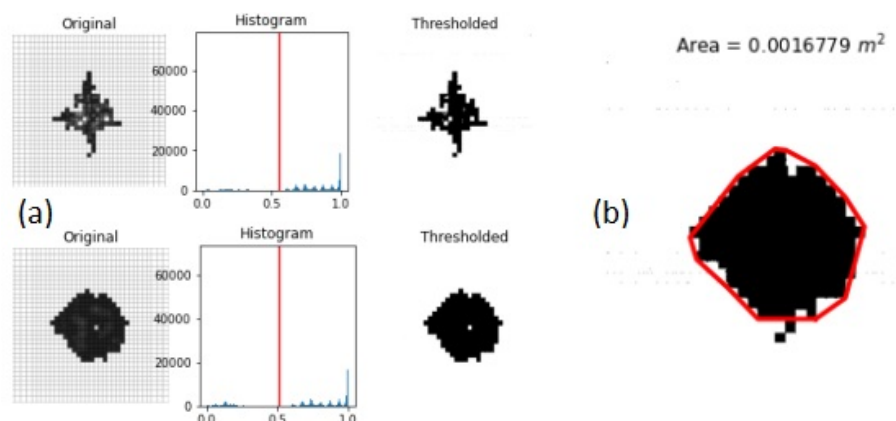 Original
Histogram
Thresholded
60000
40000
20000
0
0.0 0.5 1.0
(a)
Original
Histogram
Thresholded
60000
40000
20000
0
0.0 0.5 1.0
Area = 0.0016779 m²
(b)